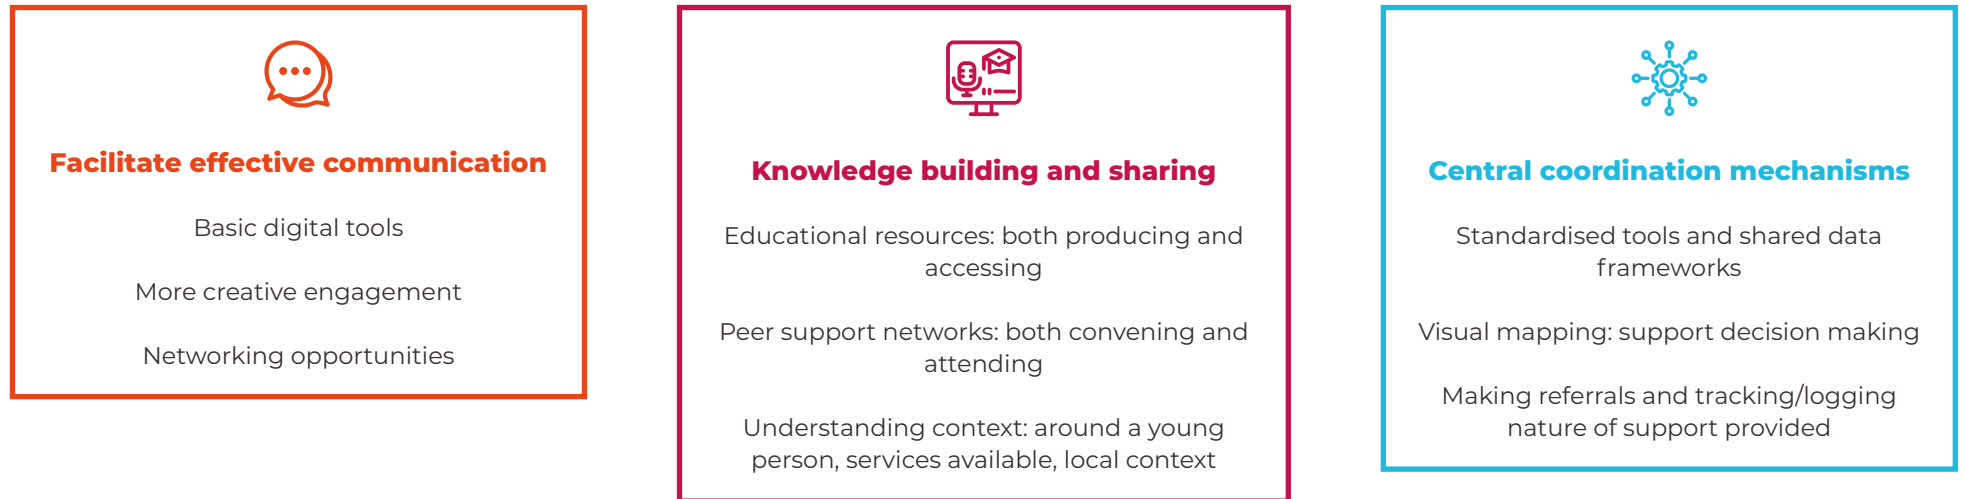 Facilitate effective communication
Basic digital tools
More creative engagement
Networking opportunities
Knowledge building and sharing
Educational resources: both producing and
accessing
Peer support networks: both convening and
attending
Understanding context: around a young
person, services available, local context
Central coordination mechanisms
Standardised tools and shared data
frameworks
Visual mapping: support decision making
Making referrals and tracking/logging
nature of support provided